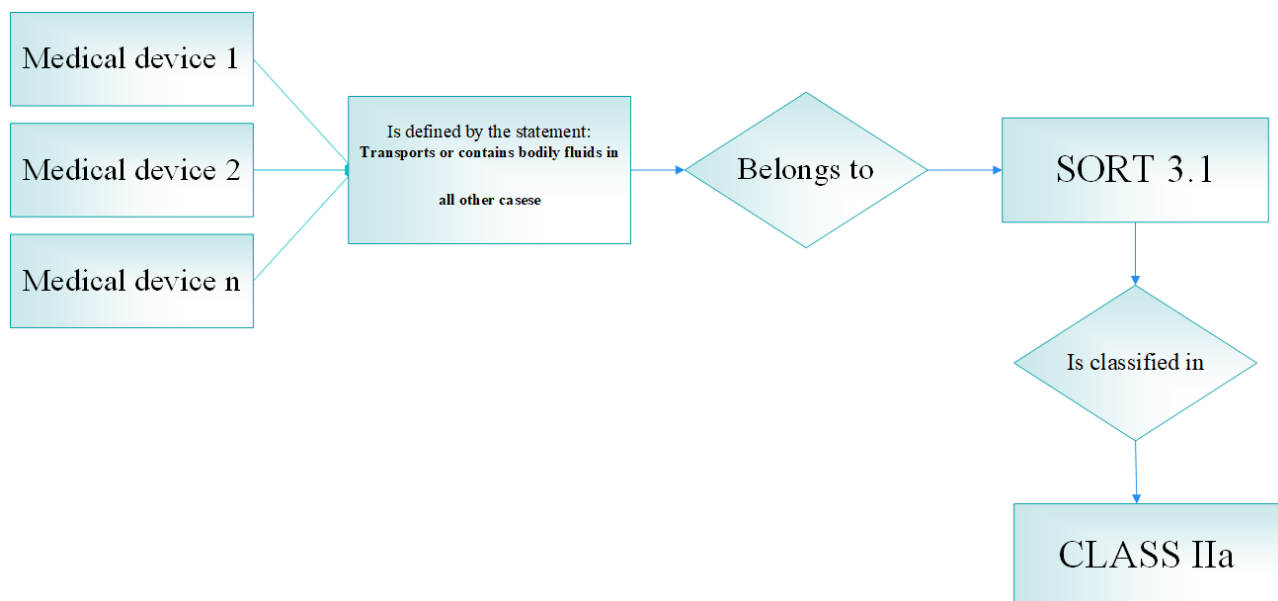 Medical device 1
Medical device 2
Medical device n
Is defined by the statement:
Transports or contains bodily fluids in
all other casese
Belongs to
SORT 3.1
Is classified in
CLASS IIa